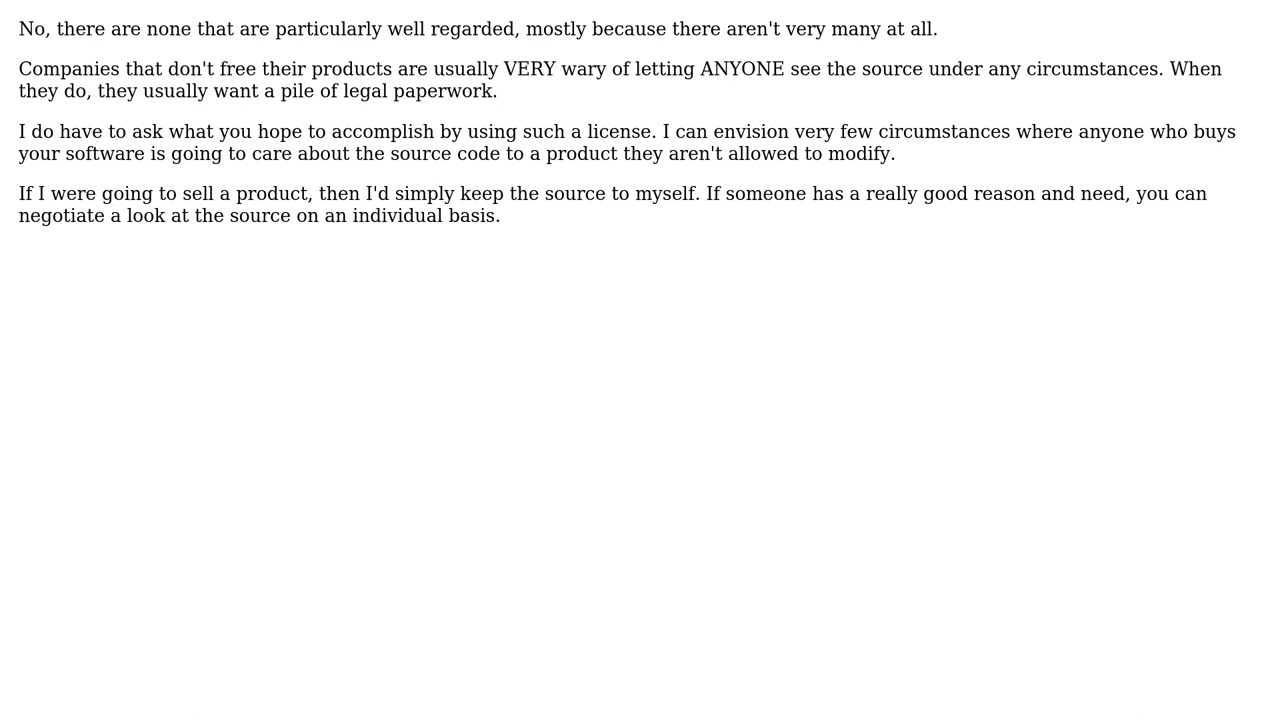 No, there are none that are particularly well regarded, mostly because there aren't very many at all.
Companies that don't free their products are usually VERY wary of letting ANYONE see the source under any circumstances. When
they do, they usually want a pile of legal paperwork.
I do have to ask what you hope to accomplish by using such a license. I can envision very few circumstances where anyone who buys
your software is going to care about the source code to a product they aren't allowed to modify.
If I were going to sell a product, then I'd simply keep the source to myself. If someone has a really good reason and need, you can
negotiate a look at the source on an individual basis.